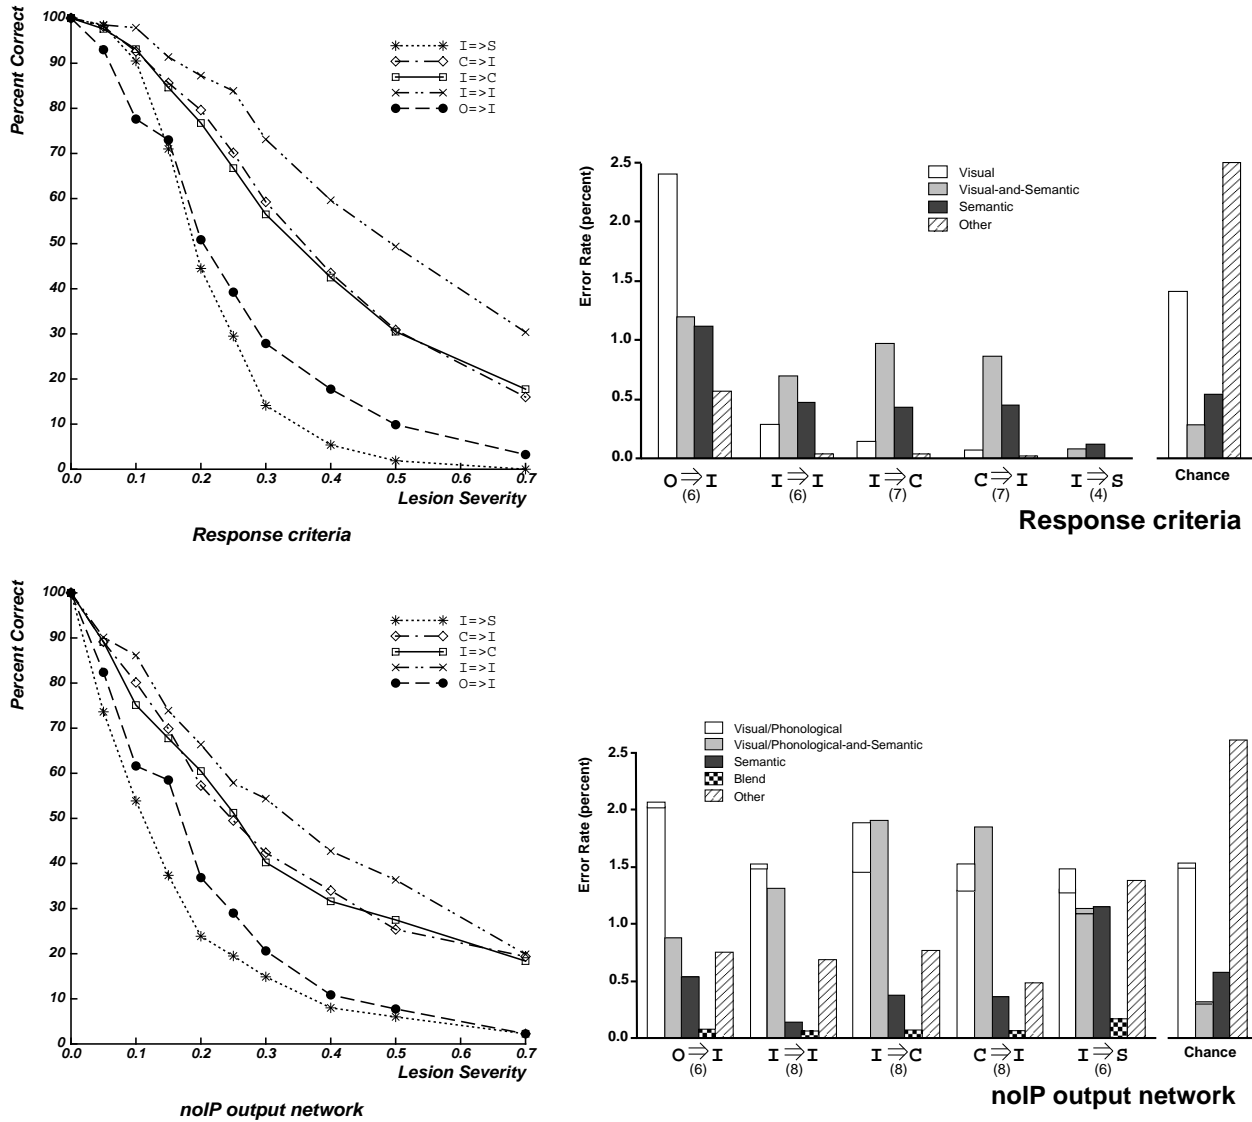 Percent Correct
100
90
80
70
60
50
40
30
20
10
0
0.0 0.1 0.2 0.3 0.4 0.5 0.6 0.7
Lesion Severity
I=>S
C=>I
I=>C
I=>I
O=>I
Response criteria
Error Rate (percent)
2.5
2.0
1.5
1.0
0.5
0.0
Visual
Visual-and-Semantic
Semantic
Other
O ⇒ I I ⇒ I I ⇒ C C ⇒ I I ⇒ S Chance
(6) (6) (7) (7) (4)
Response criteria
Percent Correct
100
90
80
70
60
50
40
30
20
10
0
0.0 0.1 0.2 0.3 0.4 0.5 0.6 0.7
Lesion Severity
I=>S
C=>I
I=>C
I=>I
O=>I
noIP output network
Error Rate (percent)
2.5
2.0
1.5
1.0
0.5
0.0
Visual/Phonological
Visual/Phonological-and-Semantic
Semantic
Blend
Other
O ⇒ I I ⇒ I I ⇒ C C ⇒ I I ⇒ S Chance
(6) (8) (8) (8) (6)
noIP output network